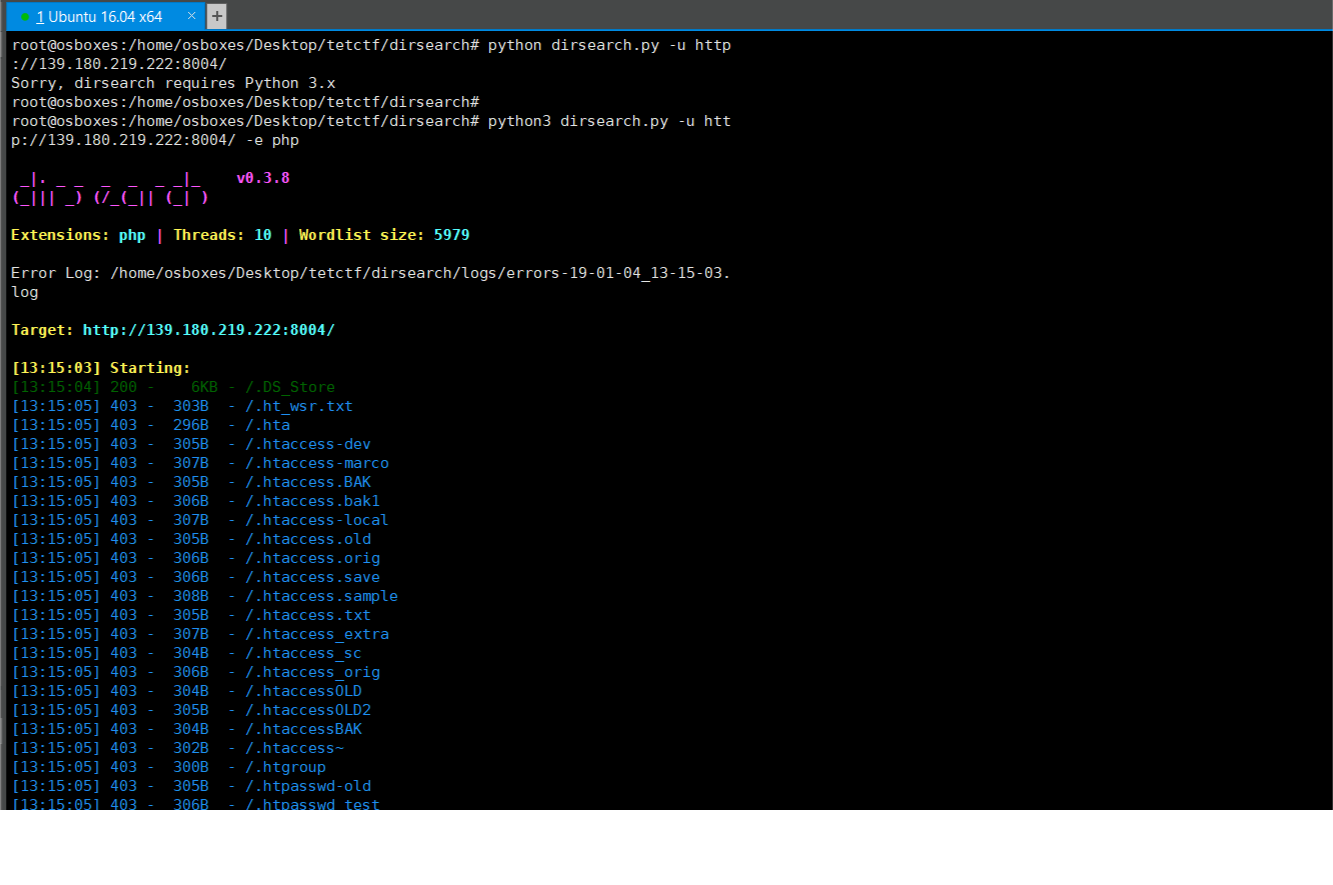 1 Ubuntu 16.04 x64 × +
root@osboxes:/home/osboxes/Desktop/tetctf/dirsearch# python dirsearch.py -u http
://139.180.219.222:8004/
Sorry, dirsearch requires Python 3.x
root@osboxes:/home/osboxes/Desktop/tetctf/dirsearch#
root@osboxes:/home/osboxes/Desktop/tetctf/dirsearch# python3 dirsearch.py -u htt
p://139.180.219.222:8004/ -e php
 _|. _ _  _  _  _ _|_    v0.3.8
(_||| _) (/_(_|| (_| )
Extensions: php | Threads: 10 | Wordlist size: 5979
Error Log: /home/osboxes/Desktop/tetctf/dirsearch/logs/errors-19-01-04_13-15-03.
log
Target: http://139.180.219.222:8004/
[13:15:03] Starting:
[13:15:04] 200 -    6KB - /.DS_Store
[13:15:05] 403 -  303B  - /.ht_wsr.txt
[13:15:05] 403 -  296B  - /.hta
[13:15:05] 403 -  305B  - /.htaccess-dev
[13:15:05] 403 -  307B  - /.htaccess-marco
[13:15:05] 403 -  305B  - /.htaccess.BAK
[13:15:05] 403 -  306B  - /.htaccess.bak1
[13:15:05] 403 -  307B  - /.htaccess-local
[13:15:05] 403 -  305B  - /.htaccess.old
[13:15:05] 403 -  306B  - /.htaccess.orig
[13:15:05] 403 -  306B  - /.htaccess.save
[13:15:05] 403 -  308B  - /.htaccess.sample
[13:15:05] 403 -  305B  - /.htaccess.txt
[13:15:05] 403 -  307B  - /.htaccess_extra
[13:15:05] 403 -  304B  - /.htaccess_sc
[13:15:05] 403 -  306B  - /.htaccess_orig
[13:15:05] 403 -  304B  - /.htaccessOLD
[13:15:05] 403 -  305B  - /.htaccessOLD2
[13:15:05] 403 -  304B  - /.htaccessBAK
[13:15:05] 403 -  302B  - /.htaccess~
[13:15:05] 403 -  300B  - /.htgroup
[13:15:05] 403 -  305B  - /.htpasswd-old
[13:15:05] 403 -  306B  - /.htpasswd_test